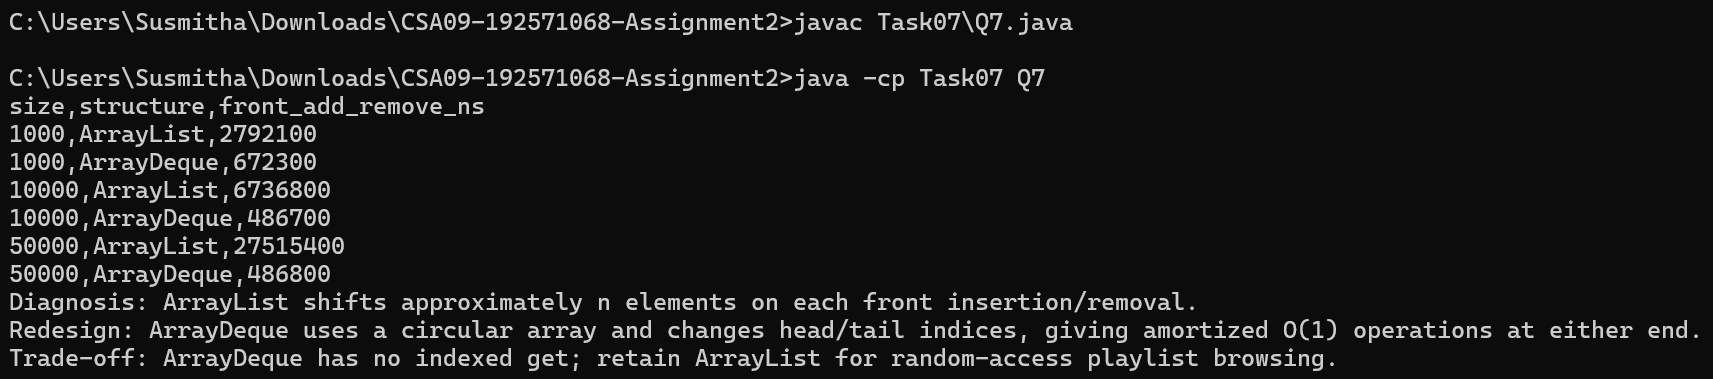 C:\Users\Susmitha\Downloads\CSA09-192571068-Assignment2>javac Task07\Q7.java
C:\Users\Susmitha\Downloads\CSA09-192571068-Assignment2>java -cp Task07 Q7
size,structure,front_add_remove_ns
1000,ArrayList,2792100
1000,ArrayDeque,672300
10000,ArrayList,6736800
10000,ArrayDeque,486700
50000,ArrayList,27515400
50000,ArrayDeque,486800
Diagnosis: ArrayList shifts approximately n elements on each front insertion/removal.
Redesign: ArrayDeque uses a circular array and changes head/tail indices, giving amortized O(1) operations at either end.
Trade-off: ArrayDeque has no indexed get; retain ArrayList for random-access playlist browsing.